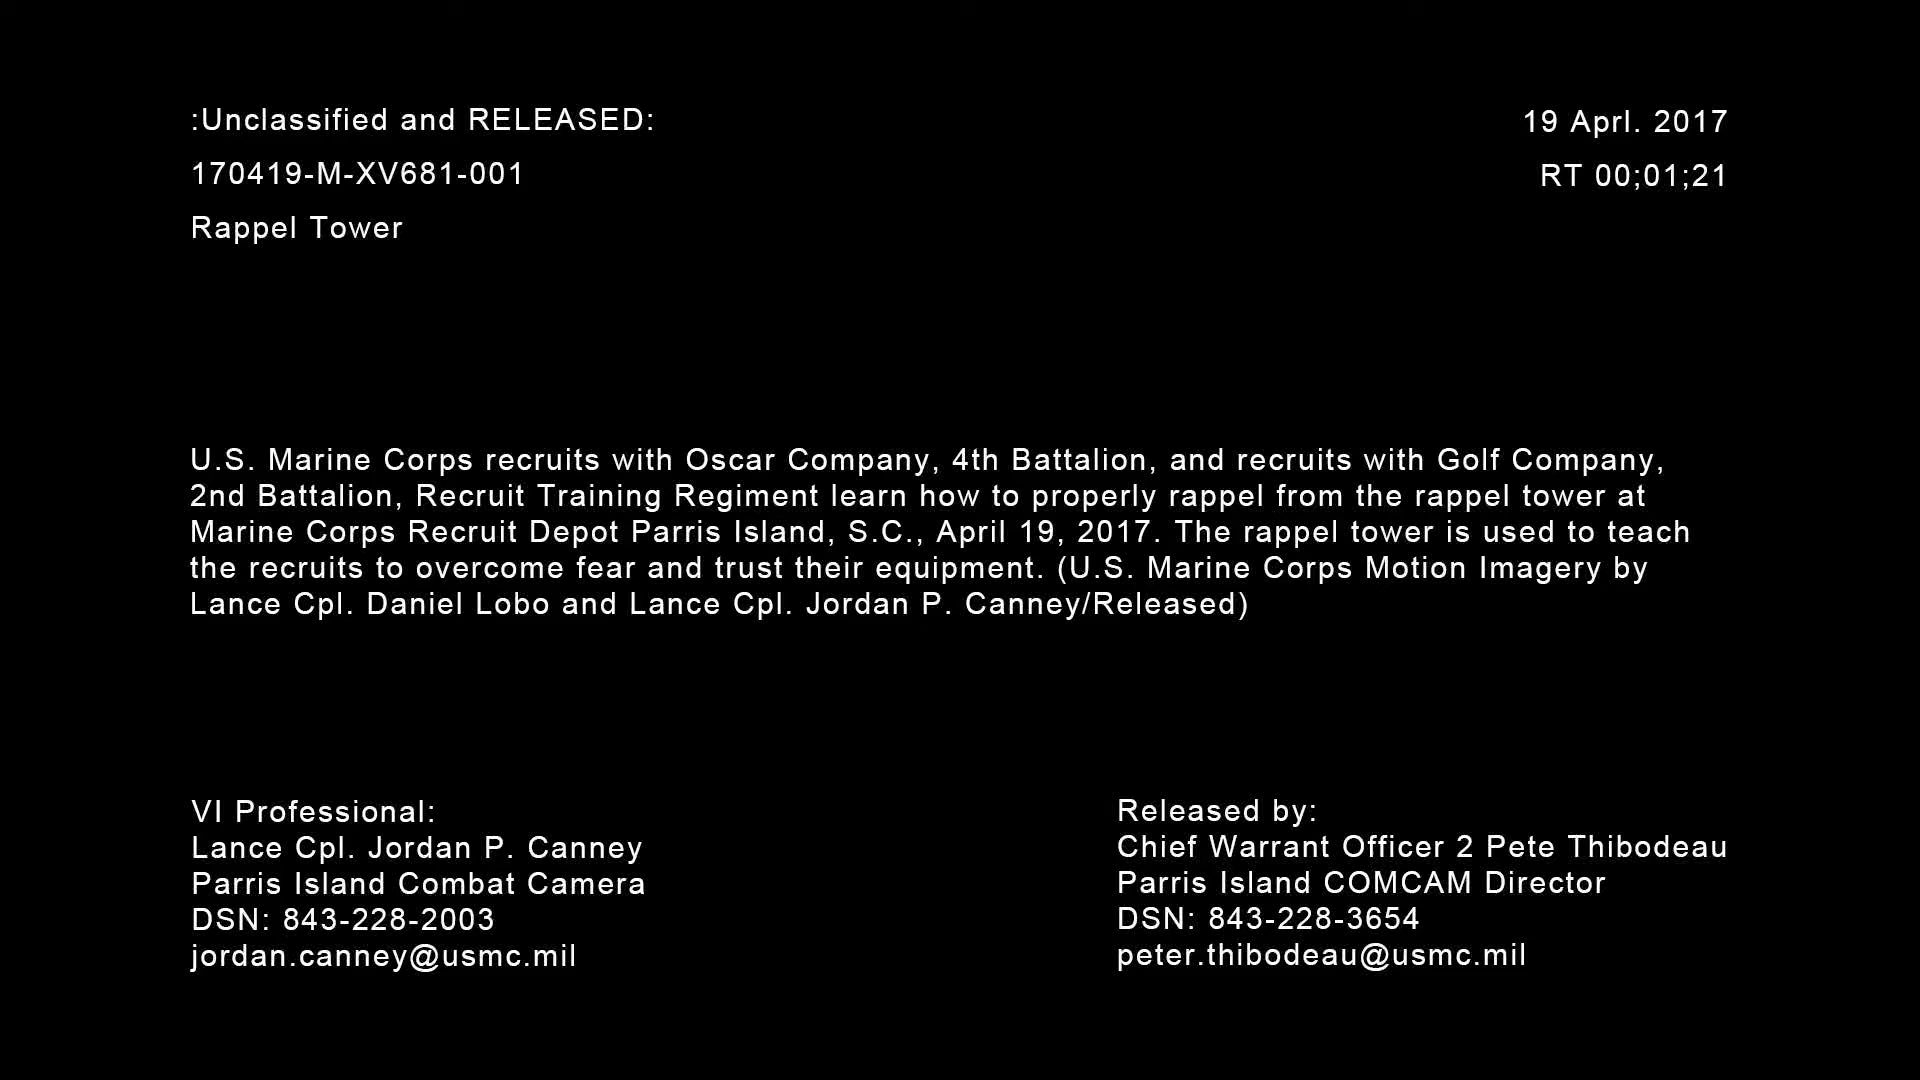 :Unclassified and RELEASED:
170419-M-XV681-001
Rappel Tower
19 Aprl. 2017
RT 00;01;21
U.S. Marine Corps recruits with Oscar Company, 4th Battalion, and recruits with Golf Company,
2nd Battalion, Recruit Training Regiment learn how to properly rappel from the rappel tower at
Marine Corps Recruit Depot Parris Island, S.C., April 19, 2017. The rappel tower is used to teach
the recruits to overcome fear and trust their equipment. (U.S. Marine Corps Motion Imagery by
Lance Cpl. Daniel Lobo and Lance Cpl. Jordan P. Canney/Released)
VI Professional:
Lance Cpl. Jordan P. Canney
Parris Island Combat Camera
DSN: 843-228-2003
jordan.canney@usmc.mil
Released by:
Chief Warrant Officer 2 Pete Thibodeau
Parris Island COMCAM Director
DSN: 843-228-3654
peter.thibodeau@usmc.mil